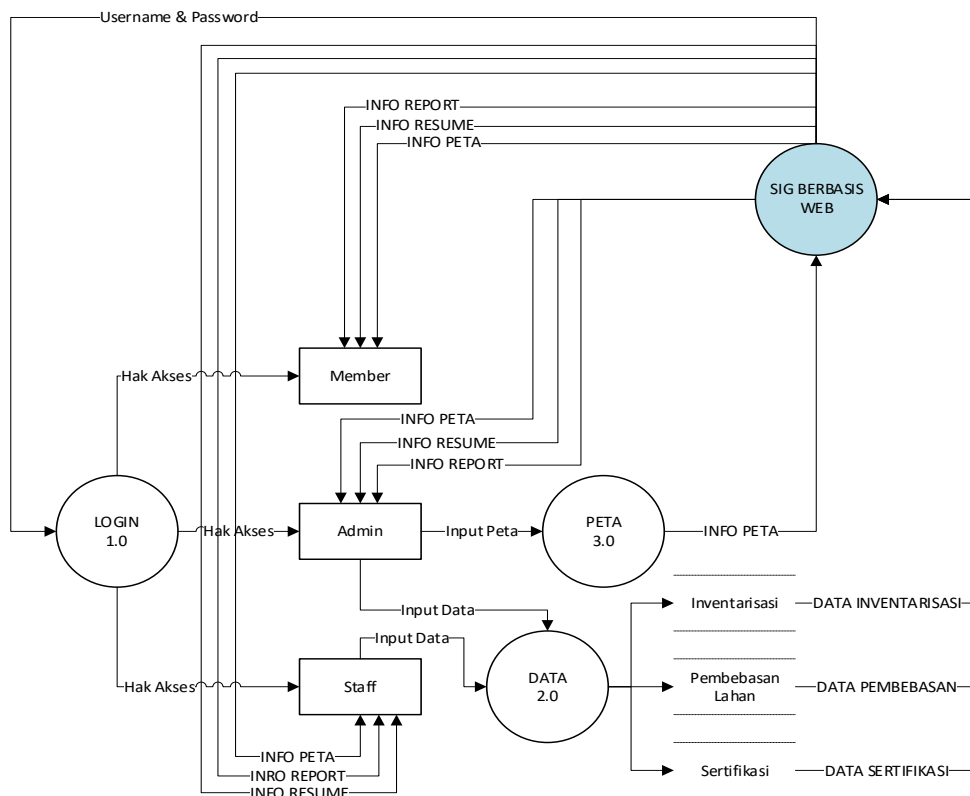 Username & Password
INFO REPORT
INFO RESUME
INFO PETA
SIG BERBASIS
WEB
Hak Akses
Member
INFO PETA
INFO RESUME
INFO REPORT
LOGIN
1.0
Hak Akses
Admin
Input Peta
PETA
3.0
INFO PETA
Input Data
Inventarisasi
DATA INVENTARISASI
Input Data
Hak Akses
Staff
DATA
2.0
Pembebasan
Lahan
DATA PEMBEBASAN
INFO PETA
INRO REPORT
INFO RESUME
Sertifikasi
DATA SERTIFIKASI